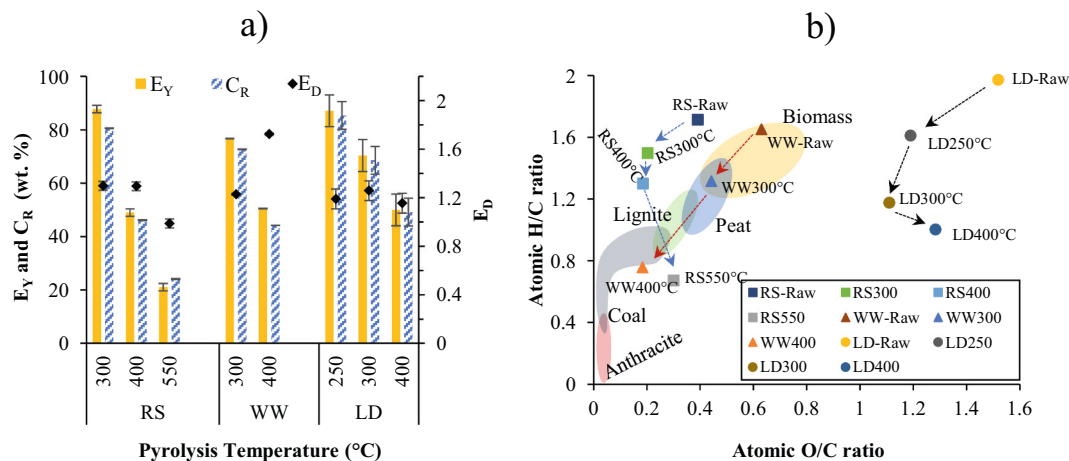 a)
E_Y C_R E_D
E_Y and C_R (wt. %)
100
80
60
40
20
0
2
1.6
1.2
0.8
0.4
0
E_D
300 400 550 300 400 250 300 400
RS WW LD
Pyrolysis Temperature (°C)
b)
Atomic H/C ratio
2
1.6
1.2
0.8
0.4
0
LD-Raw
RS-Raw
Biomass
WW-Raw
LD250°C
RS300°C
RS400°C
WW300°C
LD300°C
Lignite
Peat
LD400°C
WW400°C
RS550°C
Coal
Anthracite
RS-Raw RS300 RS400
RS550 WW-Raw WW300
WW400 LD-Raw LD250
LD300 LD400
0 0.2 0.4 0.6 0.8 1 1.2 1.4 1.6
Atomic O/C ratio